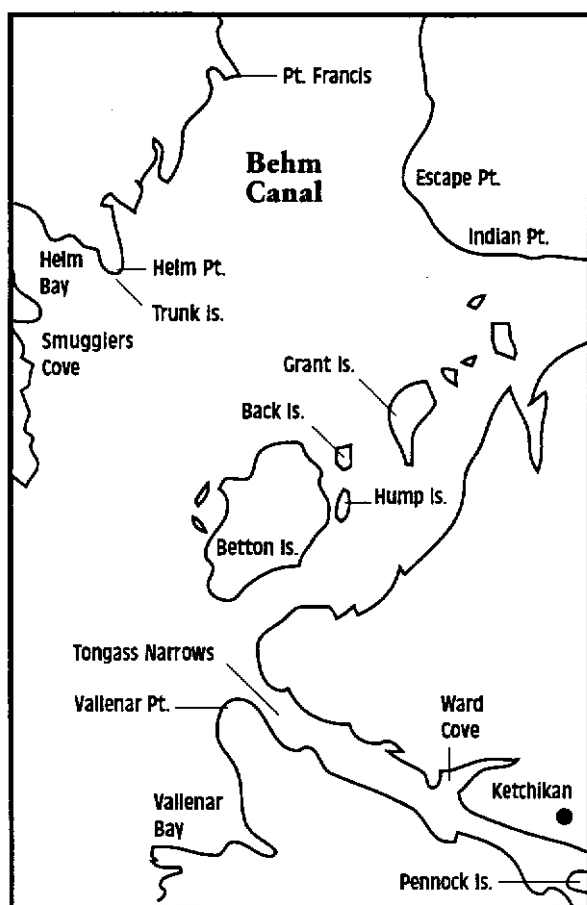 Pt. Francis
Behm
Canal
Escape Pt.
Indian Pt.
Helm
Bay
Helm Pt.
Trunk is.
Smugglers
Cove
Grant Is.
Back Is.
Hump Is.
Betton Is.
Tongass Narrows
Vallenar Pt.
Ward
Cove
Ketchikan
Vallenar
Bay
Pennock Is.